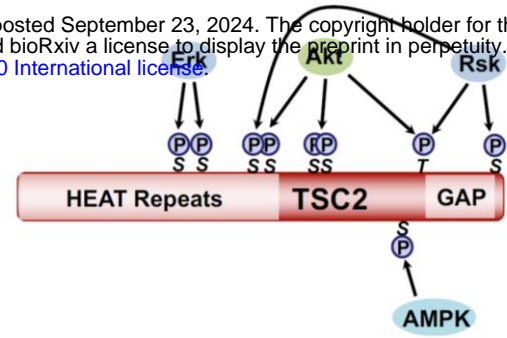 posted September 23, 2024. The copyright holder for th
d bioRxiv a license to display the preprint in perpetuity.
0 International license.
Erk Akt Rsk
P P P P P P P P
S S S S S S T S
HEAT Repeats TSC2 GAP
S
P
AMPK